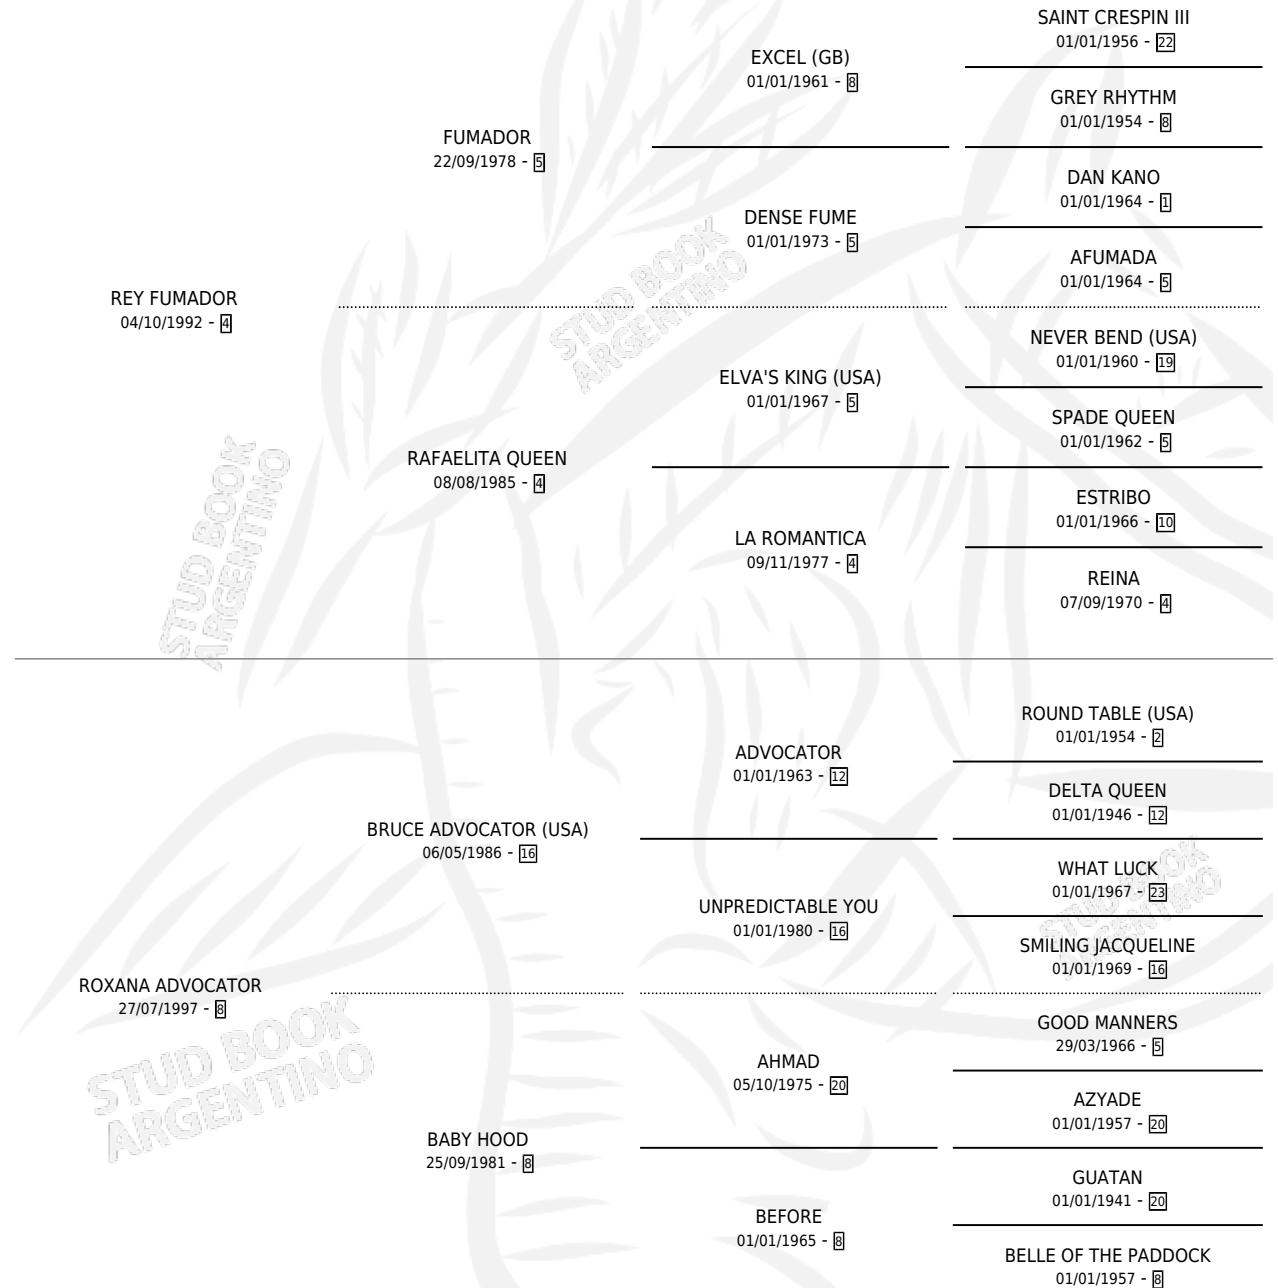 SAINT CRESPIN III
01/01/1956 - 22
EXCEL (GB)
01/01/1961 - 8
GREY RHYTHM
01/01/1954 - 8
FUMADOR
22/09/1978 - 5
DAN KANO
01/01/1964 - 1
DENSE FUME
01/01/1973 - 5
AFUMADA
01/01/1964 - 5
REY FUMADOR
04/10/1992 - 4
NEVER BEND (USA)
01/01/1960 - 19
ELVA'S KING (USA)
01/01/1967 - 5
SPADE QUEEN
01/01/1962 - 5
RAFAELITA QUEEN
08/08/1985 - 4
ESTRIBO
01/01/1966 - 10
LA ROMANTICA
09/11/1977 - 4
REINA
07/09/1970 - 4
ROUND TABLE (USA)
01/01/1954 - 2
ADVOCATOR
01/01/1963 - 12
DELTA QUEEN
01/01/1946 - 12
BRUCE ADVOCATOR (USA)
06/05/1986 - 16
WHAT LUCK
01/01/1967 - 23
UNPREDICTABLE YOU
01/01/1980 - 16
SMILING JACQUELINE
01/01/1969 - 16
ROXANA ADVOCATOR
27/07/1997 - 8
GOOD MANNERS
29/03/1966 - 5
AHMAD
05/10/1975 - 20
AZYADE
01/01/1957 - 20
BABY HOOD
25/09/1981 - 8
GUATAN
01/01/1941 - 20
BEFORE
01/01/1965 - 8
BELLE OF THE PADDOCK
01/01/1957 - 8
STUD BOOK
ARGENTINO
STUD BOOK
ARGENTINO
STUD BOOK
ARGENTINO
STUD BOOK
ARGENTINO